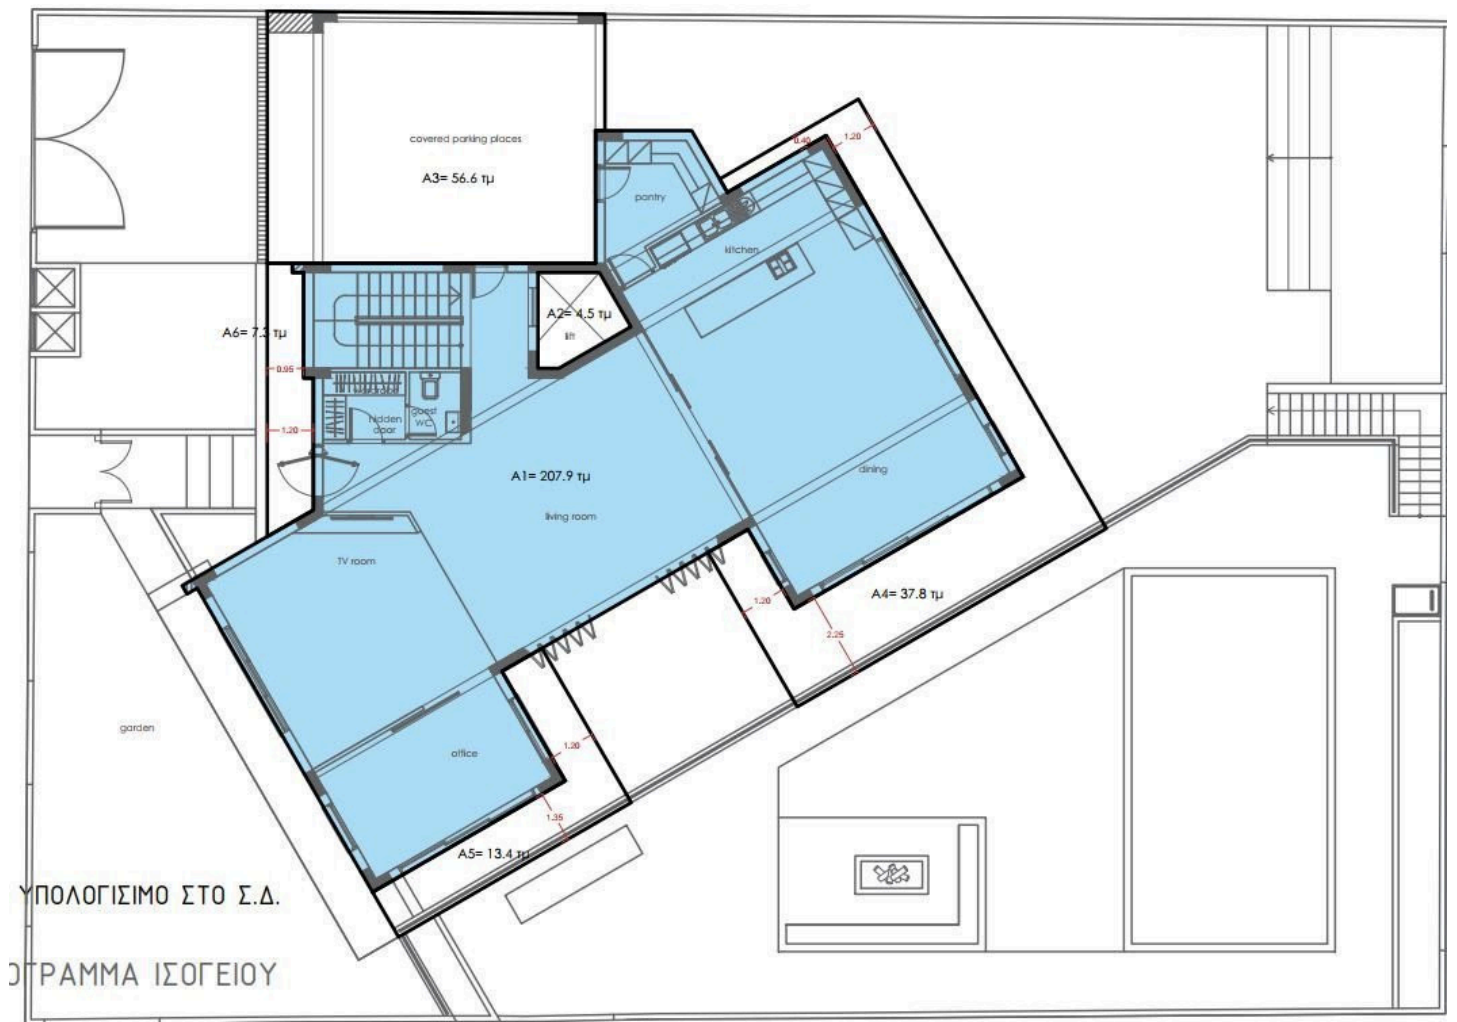 covered parking places
A3= 56.6 τμ
0.40
1.20
pantry
kitchen
A2= 4.5 τμ
lift
A6= 7.3 τμ
0.95
hidden
door
guest
WC
1.20
A1= 207.9 τμ
living room
dining
TV room
1.20
A4= 37.8 τμ
2.25
garden
office
1.20
1.35
A5= 13.4 τμ
ΥΠΟΛΟΓΙΣΙΜΟ ΣΤΟ Σ.Δ.
ΟΓΡΑΜΜΑ ΙΣΟΓΕΙΟΥ